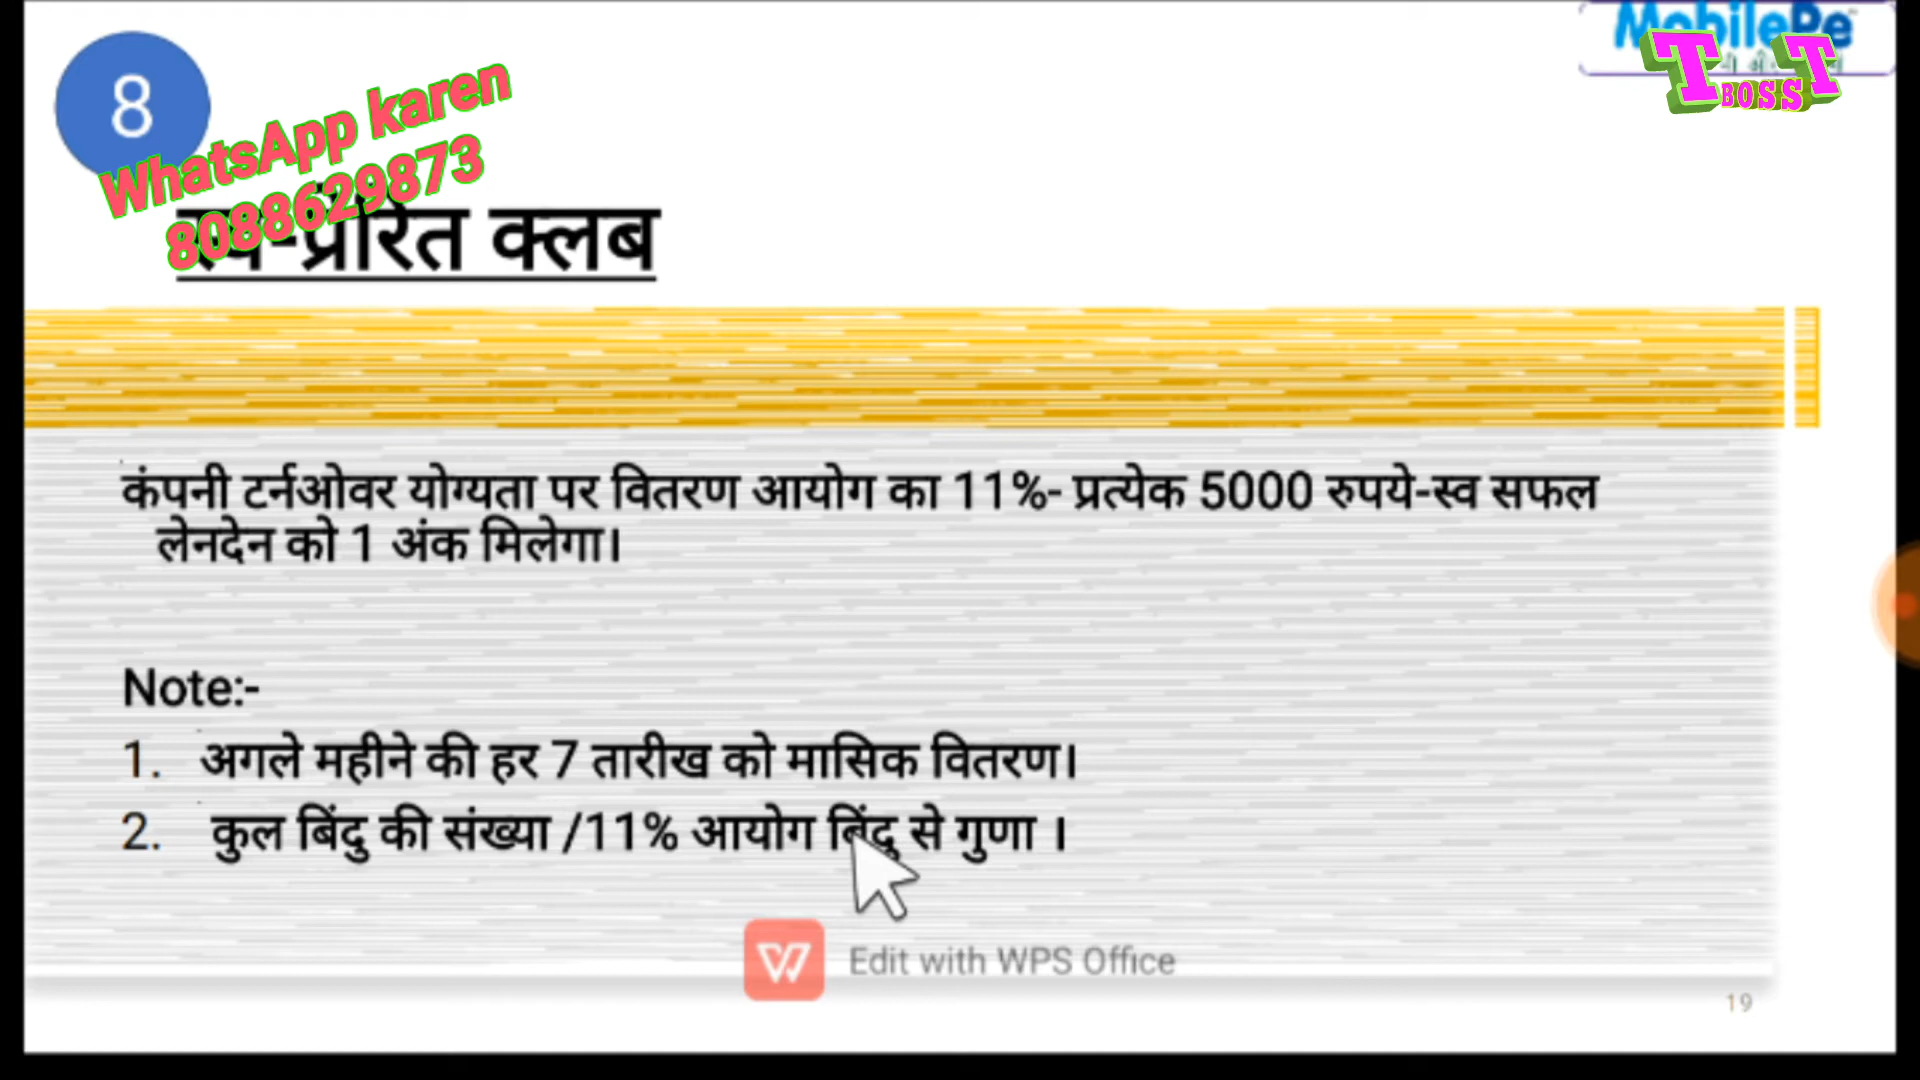 8
MobilePe
WhatsApp karen
8088629873
T BOSS T
स्व-प्रेरित क्लब
कंपनी टर्नओवर योग्यता पर वितरण आयोग का 11%- प्रत्येक 5000 रुपये-स्व सफल
लेनदेन को 1 अंक मिलेगा।
Note:-
1. अगले महीने की हर 7 तारीख को मासिक वितरण।
2. कुल बिंदु की संख्या /11% आयोग बिंदु से गुणा ।
Edit with WPS Office
19